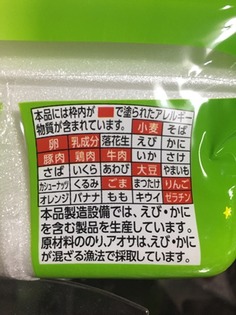 本品には枠内が で塗られたアレルギー
物質が含まれています。 小麦 そば
卵 乳成分 落花生 えび かに
豚肉 鶏肉 牛肉 いか さけ
さば いくら あわび 大豆 やまいも
カシューナッツ くるみ ごま まつたけ りんご
オレンジ バナナ もも キウイ ゼラチン
本製造設備では、えび・かに
を含む製品を生産しています。
原材料ののり、アオサは、えび・かに
が混ざる漁法で採取しています。